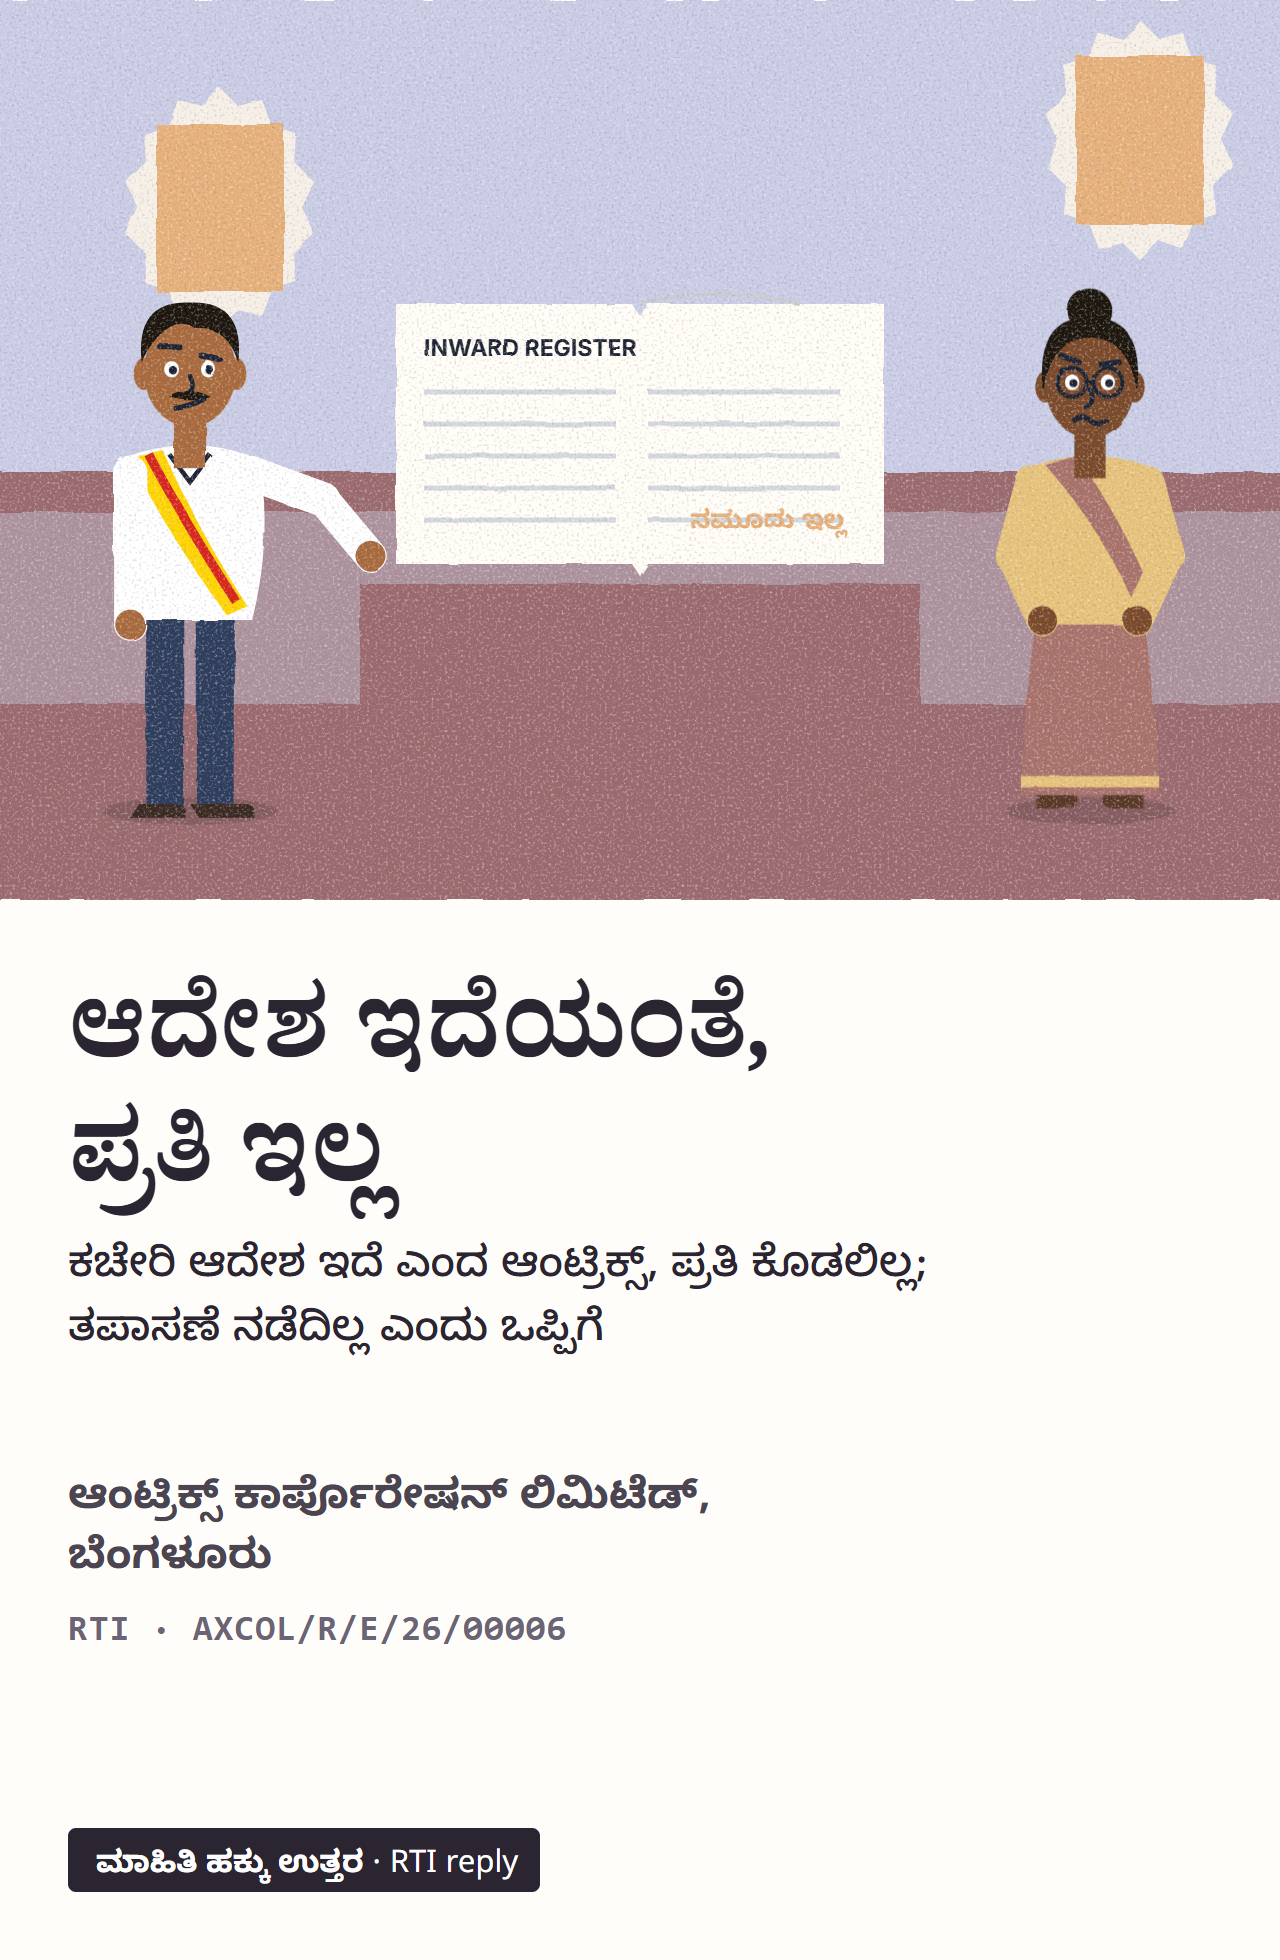 INWARD REGISTER
ನಮೂದು ಇಲ್ಲ
ಆದೇಶ ಇದೆಯಂತೆ,
ಪ್ರತಿ ಇಲ್ಲ
ಕಚೇರಿ ಆದೇಶ ಇದೆ ಎಂದ ಆಂಟ್ರಿಕ್ಸ್, ಪ್ರತಿ ಕೊಡಲಿಲ್ಲ;
ತಪಾಸಣೆ ನಡೆದಿಲ್ಲ ಎಂದು ಒಪ್ಪಿಗೆ
ಆಂಟ್ರಿಕ್ಸ್ ಕಾರ್ಪೊರೇಷನ್ ಲಿಮಿಟೆಡ್,
ಬೆಂಗಳೂರು
RTI · AXCOL/R/E/26/00006
ಮಾಹಿತಿ ಹಕ್ಕು ಉತ್ತರ · RTI reply